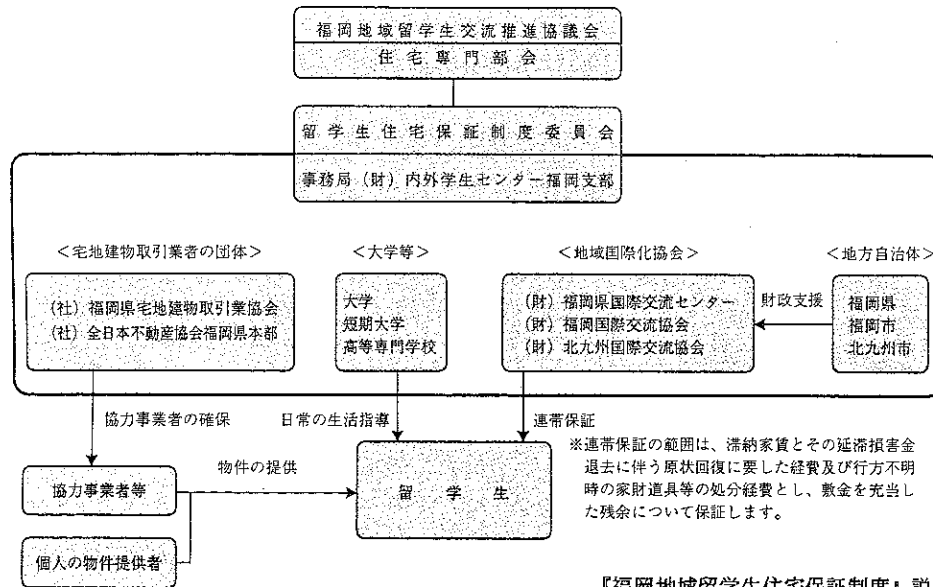 福岡地域留学生交流推進協議会
住宅専門部会
留学生住宅保証制度委員会
事務局(財)内外学生センター福岡支部
<宅地建物取引業者の団体>
(社)福岡県宅地建物取引業協会
(社)全日本不動産協会福岡県本部
<大学等>
大学
短期大学
高等専門学校
<地域国際化協会>
(財)福岡県国際交流センター
(財)福岡国際交流協会
(財)北九州国際交流協会
財政支援
<地方自治体>
福岡県
福岡市
北九州市
協力事業者の確保
日常の生活指導
連帯保証
協力事業者等
物件の提供
留学生
個人の物件提供者
※連帯保証の範囲は、滞納家賃とその延滞損害金
退去に伴う原状回復に要した経費及び行方不明
時の家財道具等の処分経費とし、敷金を充当し
た残余について保証します。
『福岡地域留学生住宅保証制度』説